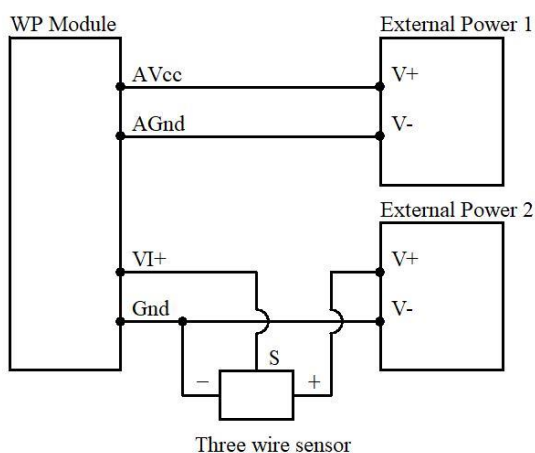 WP Module
External Power 1
AVcc
V+
AGnd
V-
External Power 2
VI+
V+
Gnd
V-
S
− +
Three wire sensor